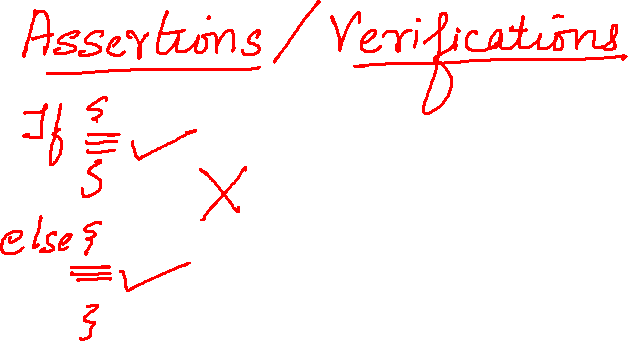 Assertions / Verifications
If {
}
else {
}